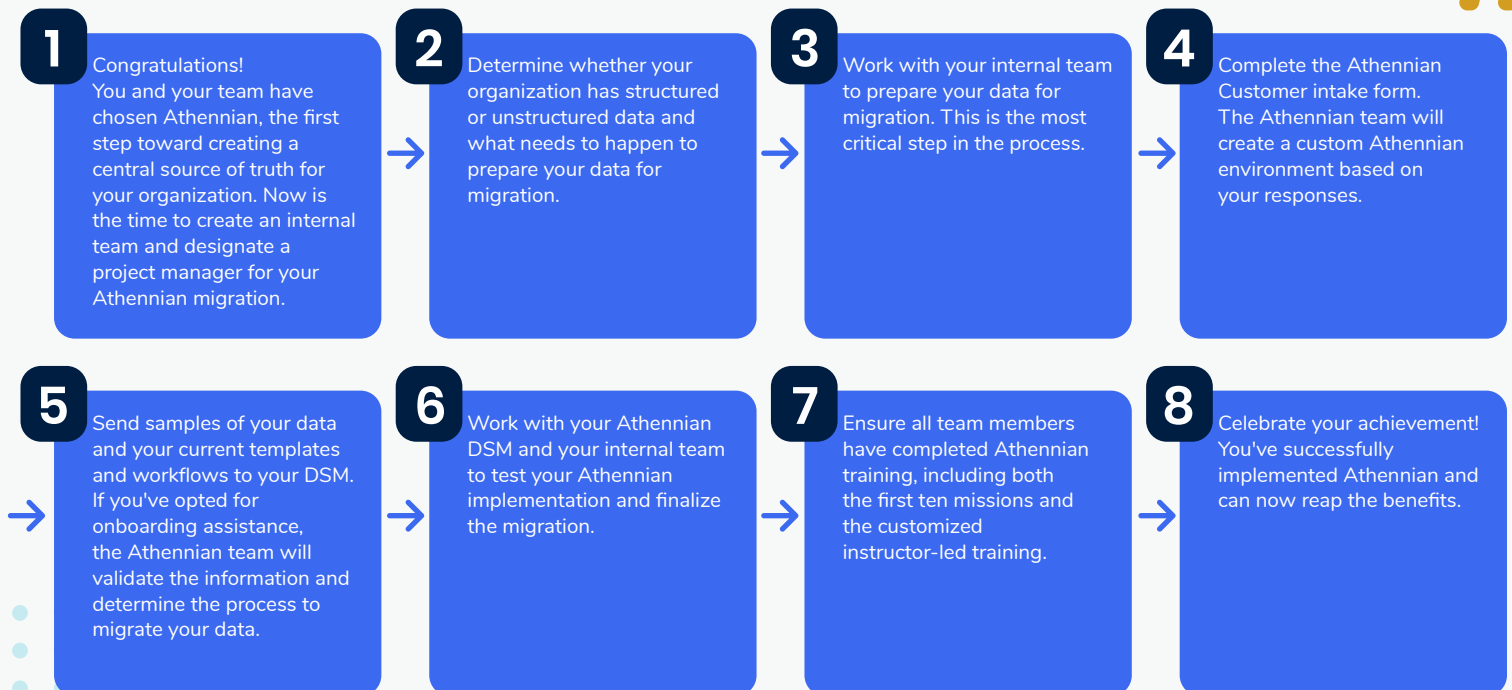 1
Congratulations!
You and your team have
chosen Athennian, the first
step toward creating a
central source of truth for
your organization. Now is
the time to create an internal
team and designate a
project manager for your
Athennian migration.
2
Determine whether your
organization has structured
or unstructured data and
what needs to happen to
prepare your data for
migration.
3
Work with your internal team
to prepare your data for
migration. This is the most
critical step in the process.
4
Complete the Athennian
Customer intake form.
The Athennian team will
create a custom Athennian
environment based on
your responses.
5
Send samples of your data
and your current templates
and workflows to your DSM.
If you've opted for
onboarding assistance,
the Athennian team will
validate the information and
determine the process to
migrate your data.
6
Work with your Athennian
DSM and your internal team
to test your Athennian
implementation and finalize
the migration.
7
Ensure all team members
have completed Athennian
training, including both
the first ten missions and
the customized
instructor-led training.
8
Celebrate your achievement!
You've successfully
implemented Athennian and
can now reap the benefits.